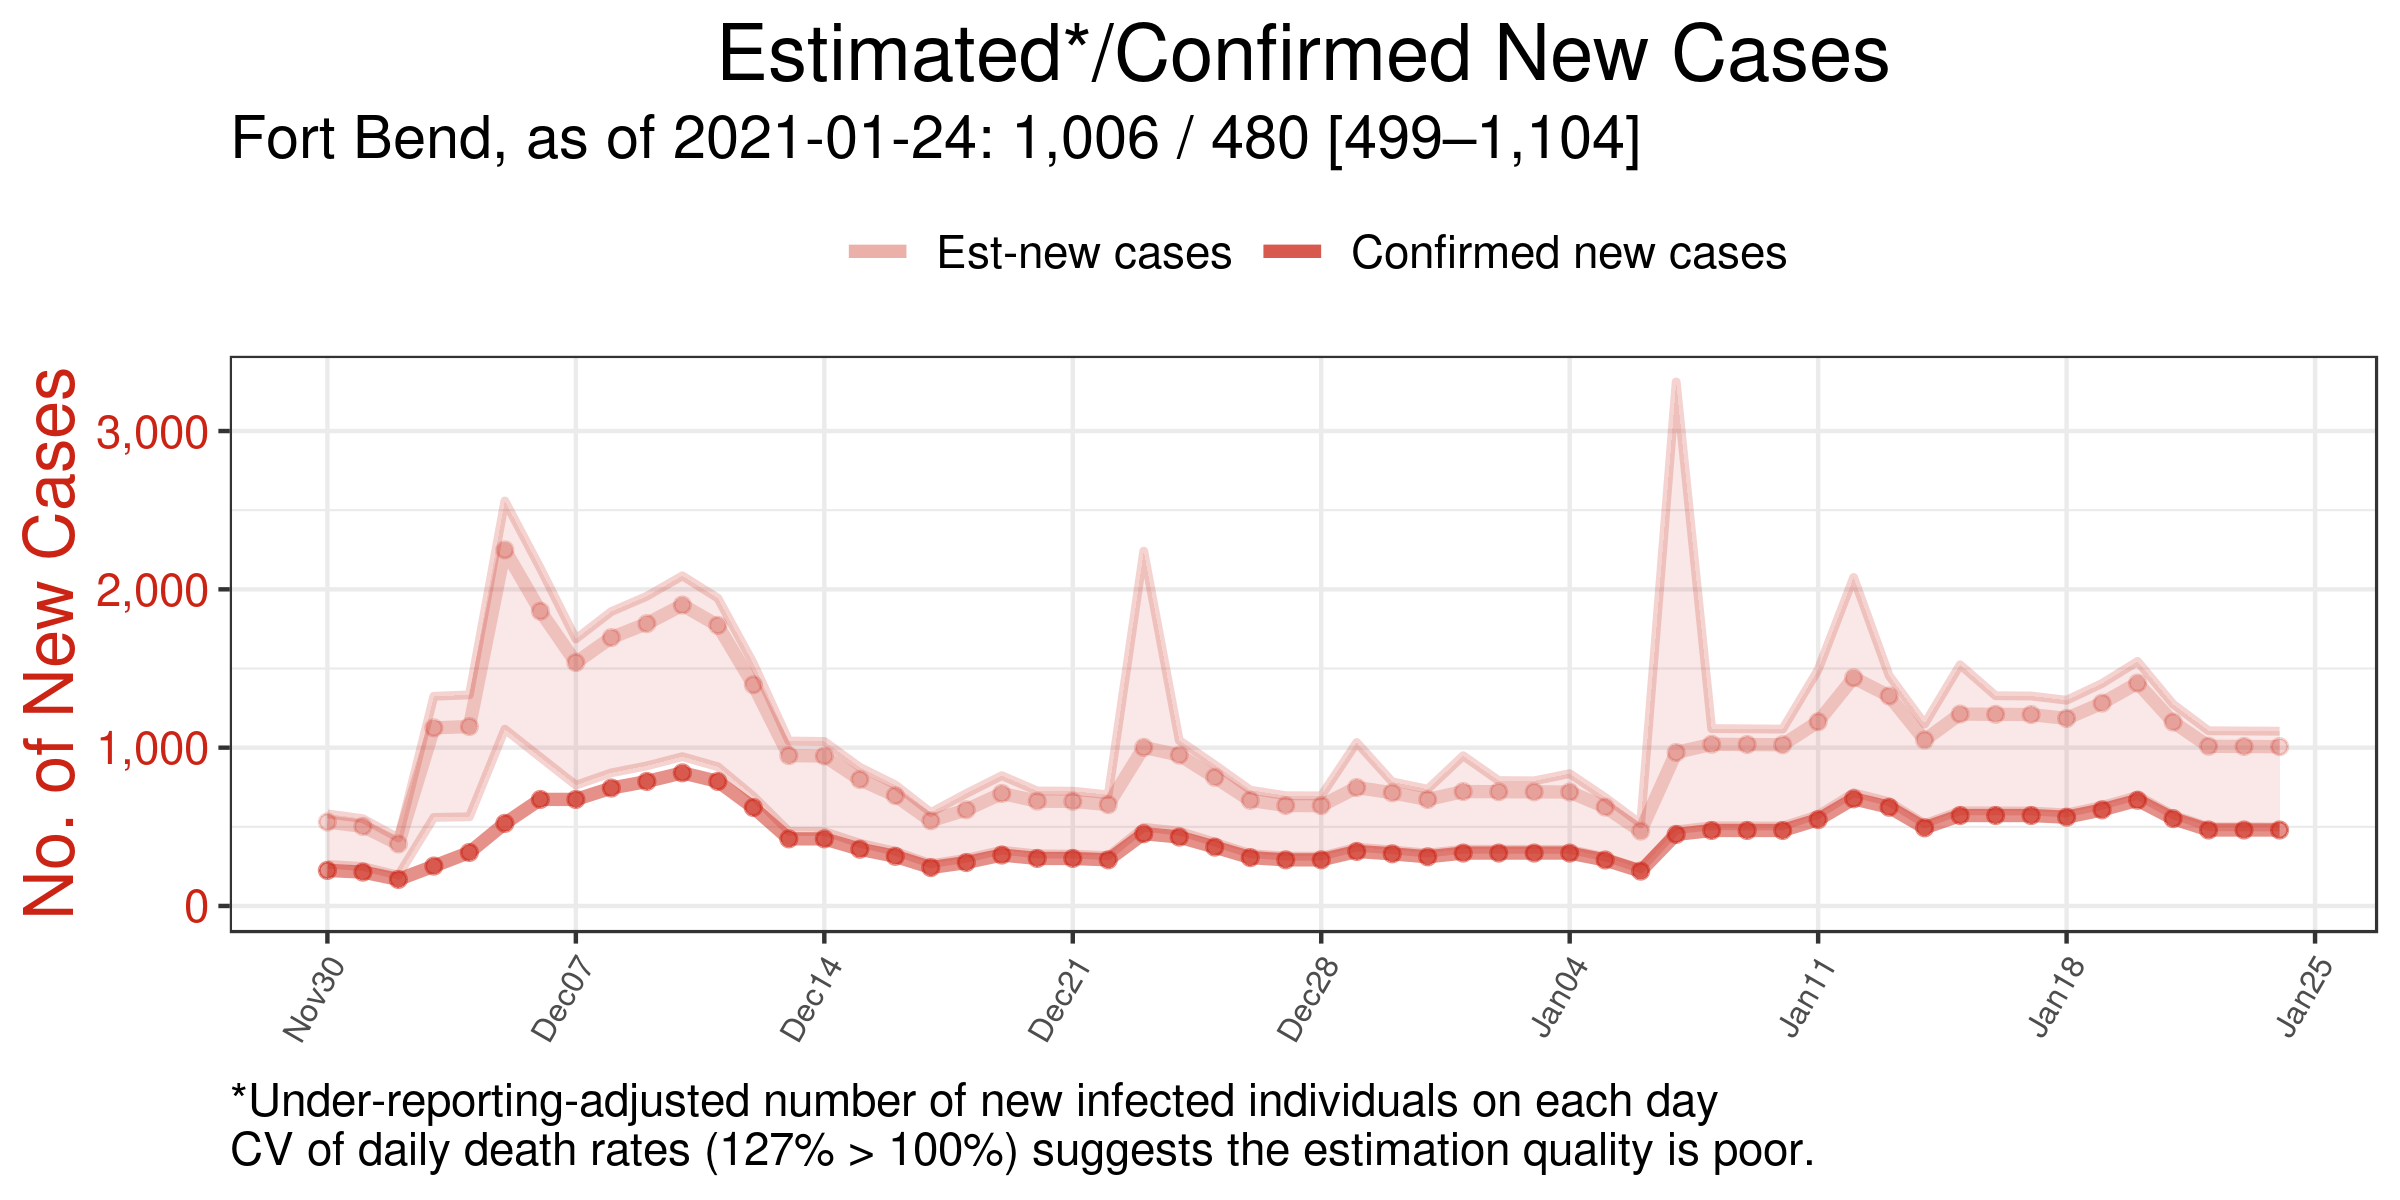 Estimated*/Confirmed New Cases
Fort Bend, as of 2021-01-24: 1,006 / 480 [499–1,104]
Est-new cases
Confirmed new cases
No. of New Cases
3,000
2,000
1,000
0
Nov30
Dec07
Dec14
Dec21
Dec28
Jan04
Jan11
Jan18
Jan25
*Under-reporting-adjusted number of new infected individuals on each day
CV of daily death rates (127% > 100%) suggests the estimation quality is poor.